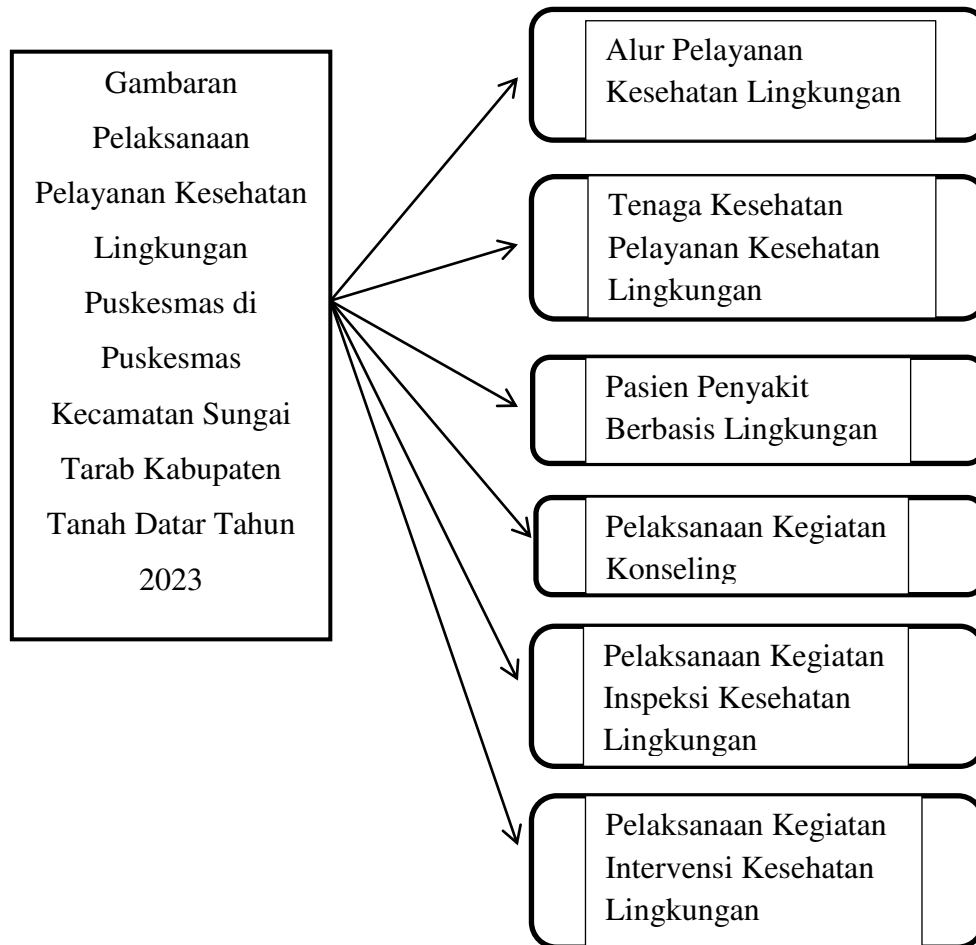 Gambaran
Pelaksanaan
Pelayanan Kesehatan
Lingkungan
Puskesmas di
Puskesmas
Kecamatan Sungai
Tarab Kabupaten
Tanah Datar Tahun
2023
Alur Pelayanan
Kesehatan Lingkungan
Tenaga Kesehatan
Pelayanan Kesehatan
Lingkungan
Pasien Penyakit
Berbasis Lingkungan
Pelaksanaan Kegiatan
Konseling
Pelaksanaan Kegiatan
Inspeksi Kesehatan
Lingkungan
Pelaksanaan Kegiatan
Intervensi Kesehatan
Lingkungan